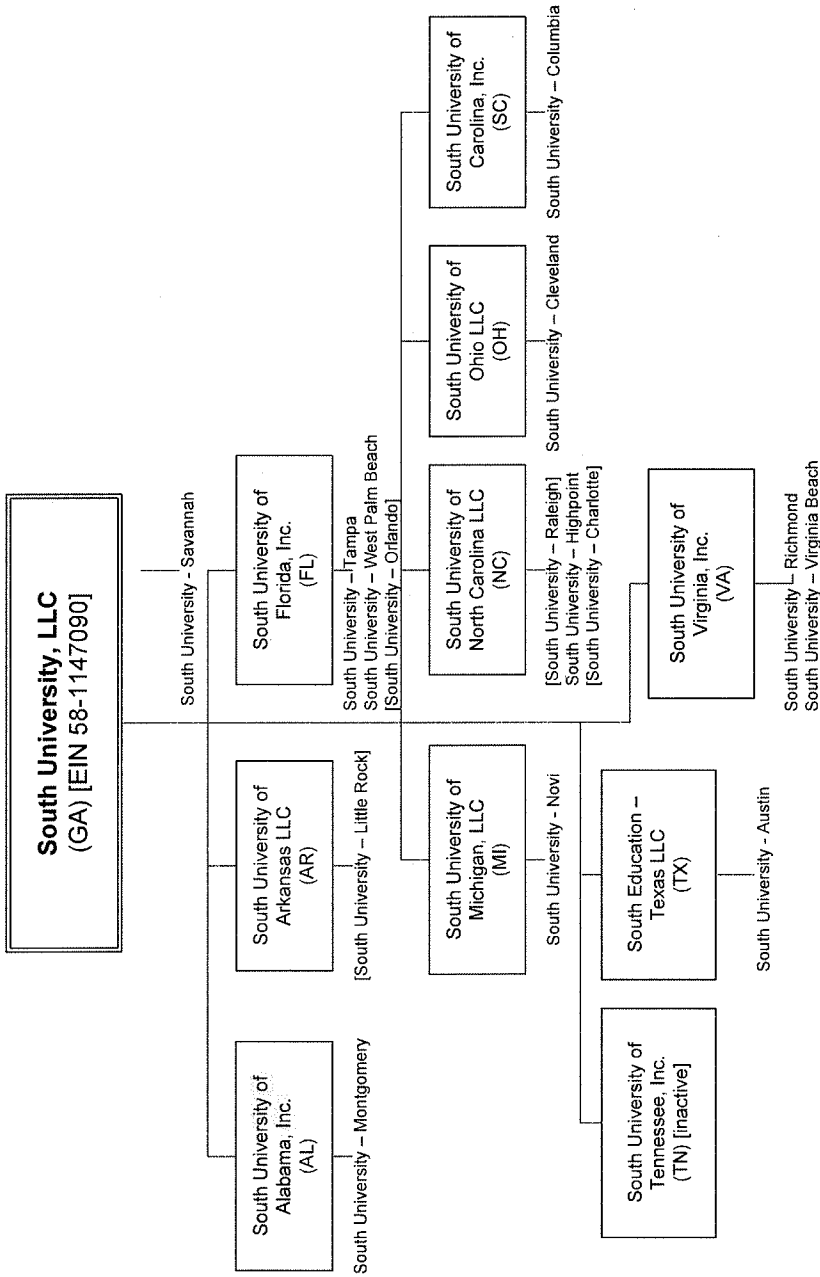 South University, LLC
(GA) [EIN 58-1147090]
South University - Savannah
South University of
Alabama, Inc.
(AL)
South University – Montgomery
South University of
Arkansas LLC
(AR)
[South University – Little Rock]
South University of
Florida, Inc.
(FL)
South University – Tampa
South University – West Palm Beach
[South University – Orlando]
South University of
Michigan, LLC
(MI)
South University - Novi
South University of
North Carolina LLC
(NC)
[South University – Raleigh]
South University – Highpoint
[South University – Charlotte]
South University of
Ohio LLC
(OH)
South University – Cleveland
South University of
Carolina, Inc.
(SC)
South University – Columbia
South University of
Tennessee, Inc.
(TN) [inactive]
South Education –
Texas LLC
(TX)
South University - Austin
South University of
Virginia, Inc.
(VA)
South University – Richmond
South University – Virginia Beach